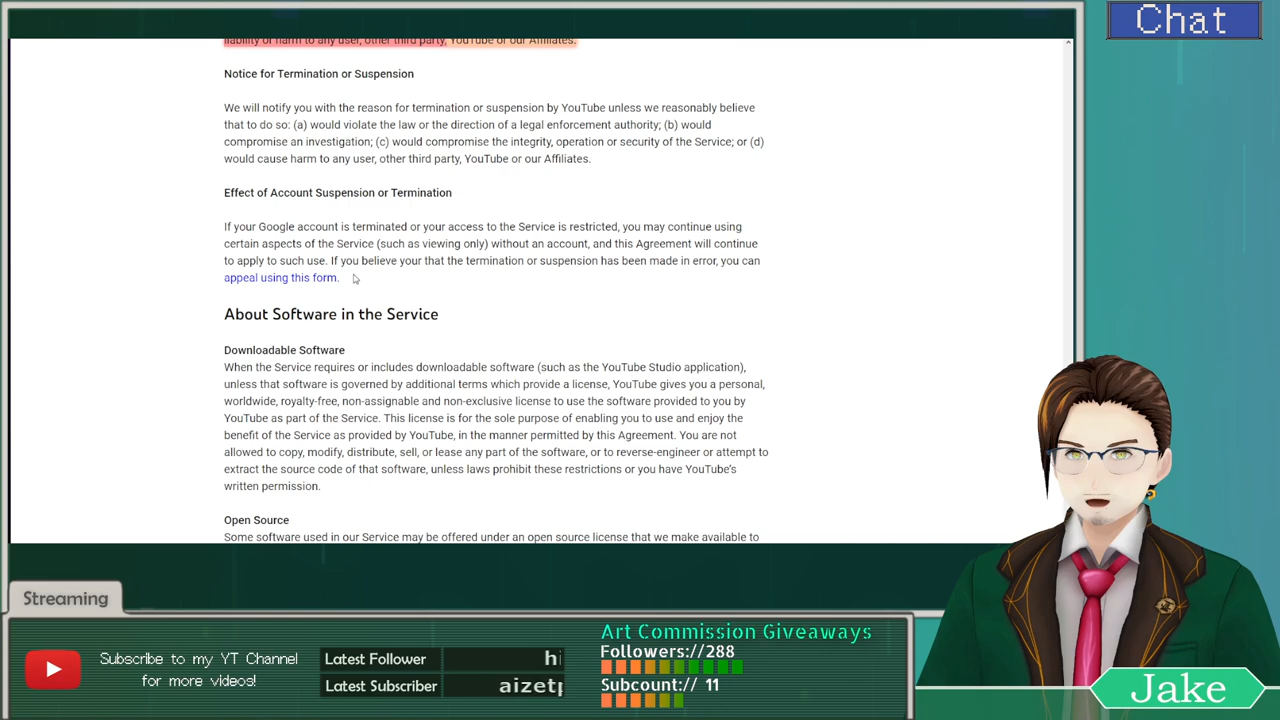 Chat
liability or harm to any user, other third party, YouTube or our Affiliates.
Notice for Termination or Suspension
We will notify you with the reason for termination or suspension by YouTube unless we reasonably believe
that to do so: (a) would violate the law or the direction of a legal enforcement authority; (b) would
compromise an investigation; (c) would compromise the integrity, operation or security of the Service; or (d)
would cause harm to any user, other third party, YouTube or our Affiliates.
Effect of Account Suspension or Termination
If your Google account is terminated or your access to the Service is restricted, you may continue using
certain aspects of the Service (such as viewing only) without an account, and this Agreement will continue
to apply to such use. If you believe your that the termination or suspension has been made in error, you can
appeal using this form.
About Software in the Service
Downloadable Software
When the Service requires or includes downloadable software (such as the YouTube Studio application),
unless that software is governed by additional terms which provide a license, YouTube gives you a personal,
worldwide, royalty-free, non-assignable and non-exclusive license to use the software provided to you by
YouTube as part of the Service. This license is for the sole purpose of enabling you to use and enjoy the
benefit of the Service as provided by YouTube, in the manner permitted by this Agreement. You are not
allowed to copy, modify, distribute, sell, or lease any part of the software, or to reverse-engineer or attempt to
extract the source code of that software, unless laws prohibit these restrictions or you have YouTube's
written permission.
Open Source
Some software used in our Service may be offered under an open source license that we make available to
Streaming
Subscribe to my YT Channel
for more videos!
Latest Follower
Latest Subscriber
aizetp
Art Commission Giveaways
Followers://288
Subcount:// 11
Jake